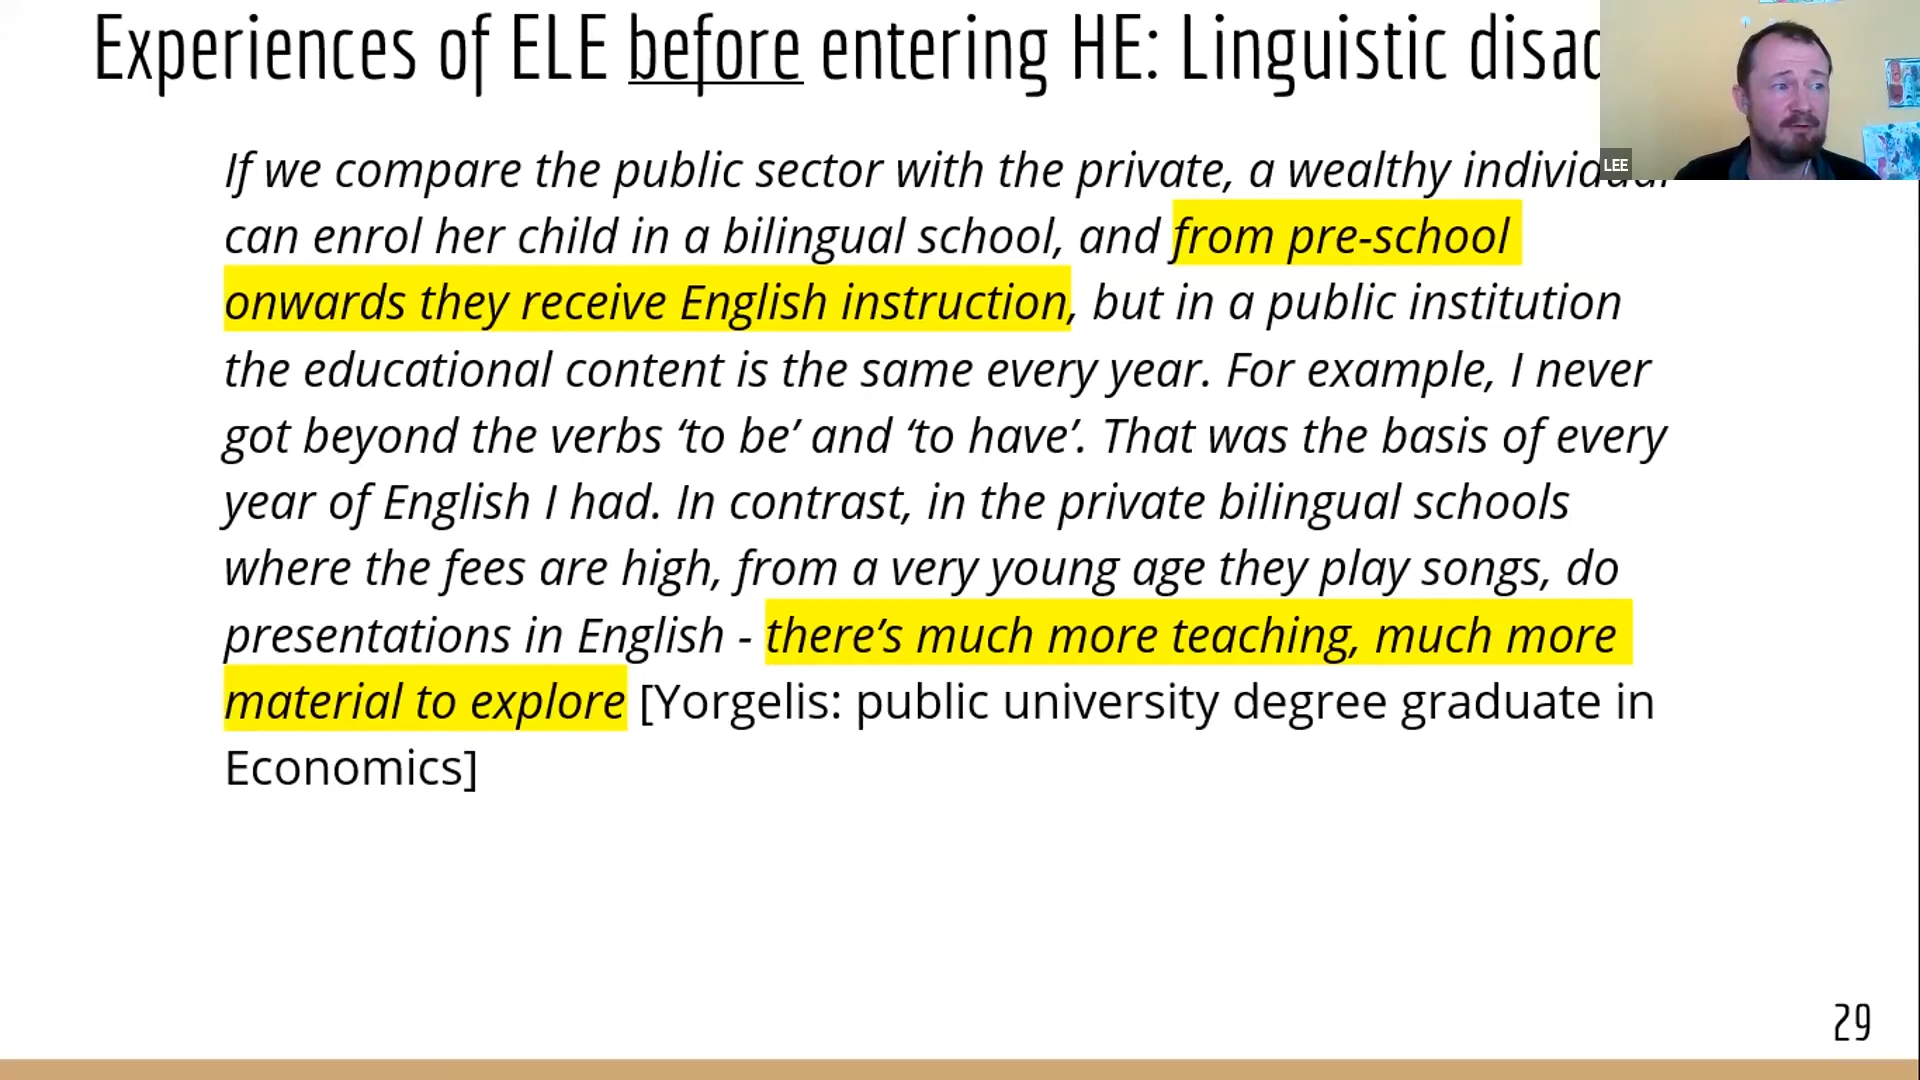 Experiences of ELE before entering HE: Linguistic
LEE
If we compare the public sector with the private, a wealthy individual
can enrol her child in a bilingual school, and from pre-school
onwards they receive English instruction, but in a public institution
the educational content is the same every year. For example, I never
got beyond the verbs ‘to be’ and ‘to have’. That was the basis of every
year of English I had. In contrast, in the private bilingual schools
where the fees are high, from a very young age they play songs, do
presentations in English - there’s much more teaching, much more
material to explore [Yorgelis: public university degree graduate in
Economics]
29